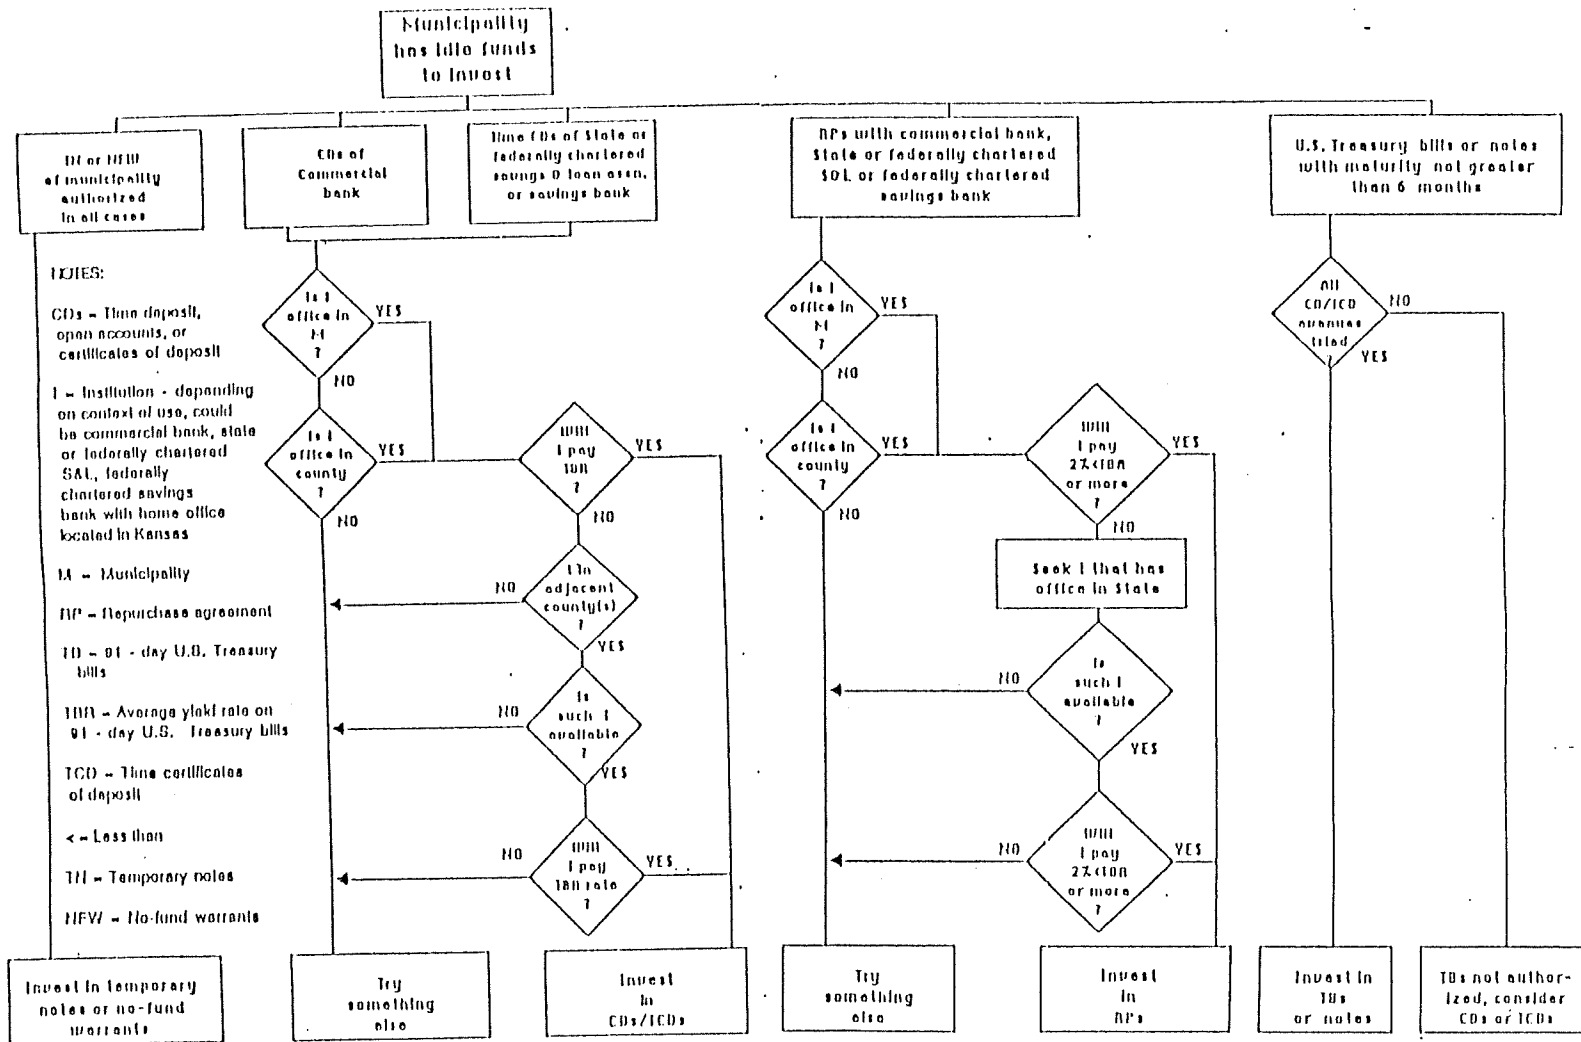 Municipality
has idle funds
to invest
TN or NFW
of municipality
authorized
in all cases
CDs of
Commercial
bank
Time CDs of State or
federally chartered
savings & loan assn.
or savings bank
RPs with commercial bank,
State or federally chartered
S&L or federally chartered
savings bank
U.S. Treasury bills or notes
with maturity not greater
than 6 months
NOTES:
CDs = Time deposit,
open accounts, or
certificates of deposit
I = Institution - depending
on context of use, could
be commercial bank, state
or federally chartered
S&L, federally
chartered savings
bank with home office
located in Kansas
M = Municipality
RP = Repurchase agreement
TB = 91 - day U.S. Treasury
bills
TBR = Average yield rate on
91 - day U.S. Treasury bills
TCD = Time certificates
of deposit
< = Less than
TN = Temporary notes
NFW = No-fund warrants
Is I
office in
M
?
YES
NO
Is I
office in
county
?
YES
NO
Will
I pay
TBR
?
YES
NO
I in
adjacent
county(s)
?
NO
YES
Is
such I
available
?
NO
YES
Will
I pay
TBR rate
?
NO
YES
Is I
office in
M
?
YES
NO
Is I
office in
county
?
YES
NO
Will
I pay
2%<TBR
or more
?
YES
NO
Seek I that has
office in State
Is
such I
available
?
NO
YES
Will
I pay
2%<TBR
or more
?
NO
YES
All
CD/TCD
avenues
tried
?
NO
YES
Invest in temporary
notes or no-fund
warrants
Try
something
else
Invest
in
CDs/TCDs
Try
something
else
Invest
in
RPs
Invest in
TBs
or notes
TBs not author-
ized, consider
CDs or TCDs